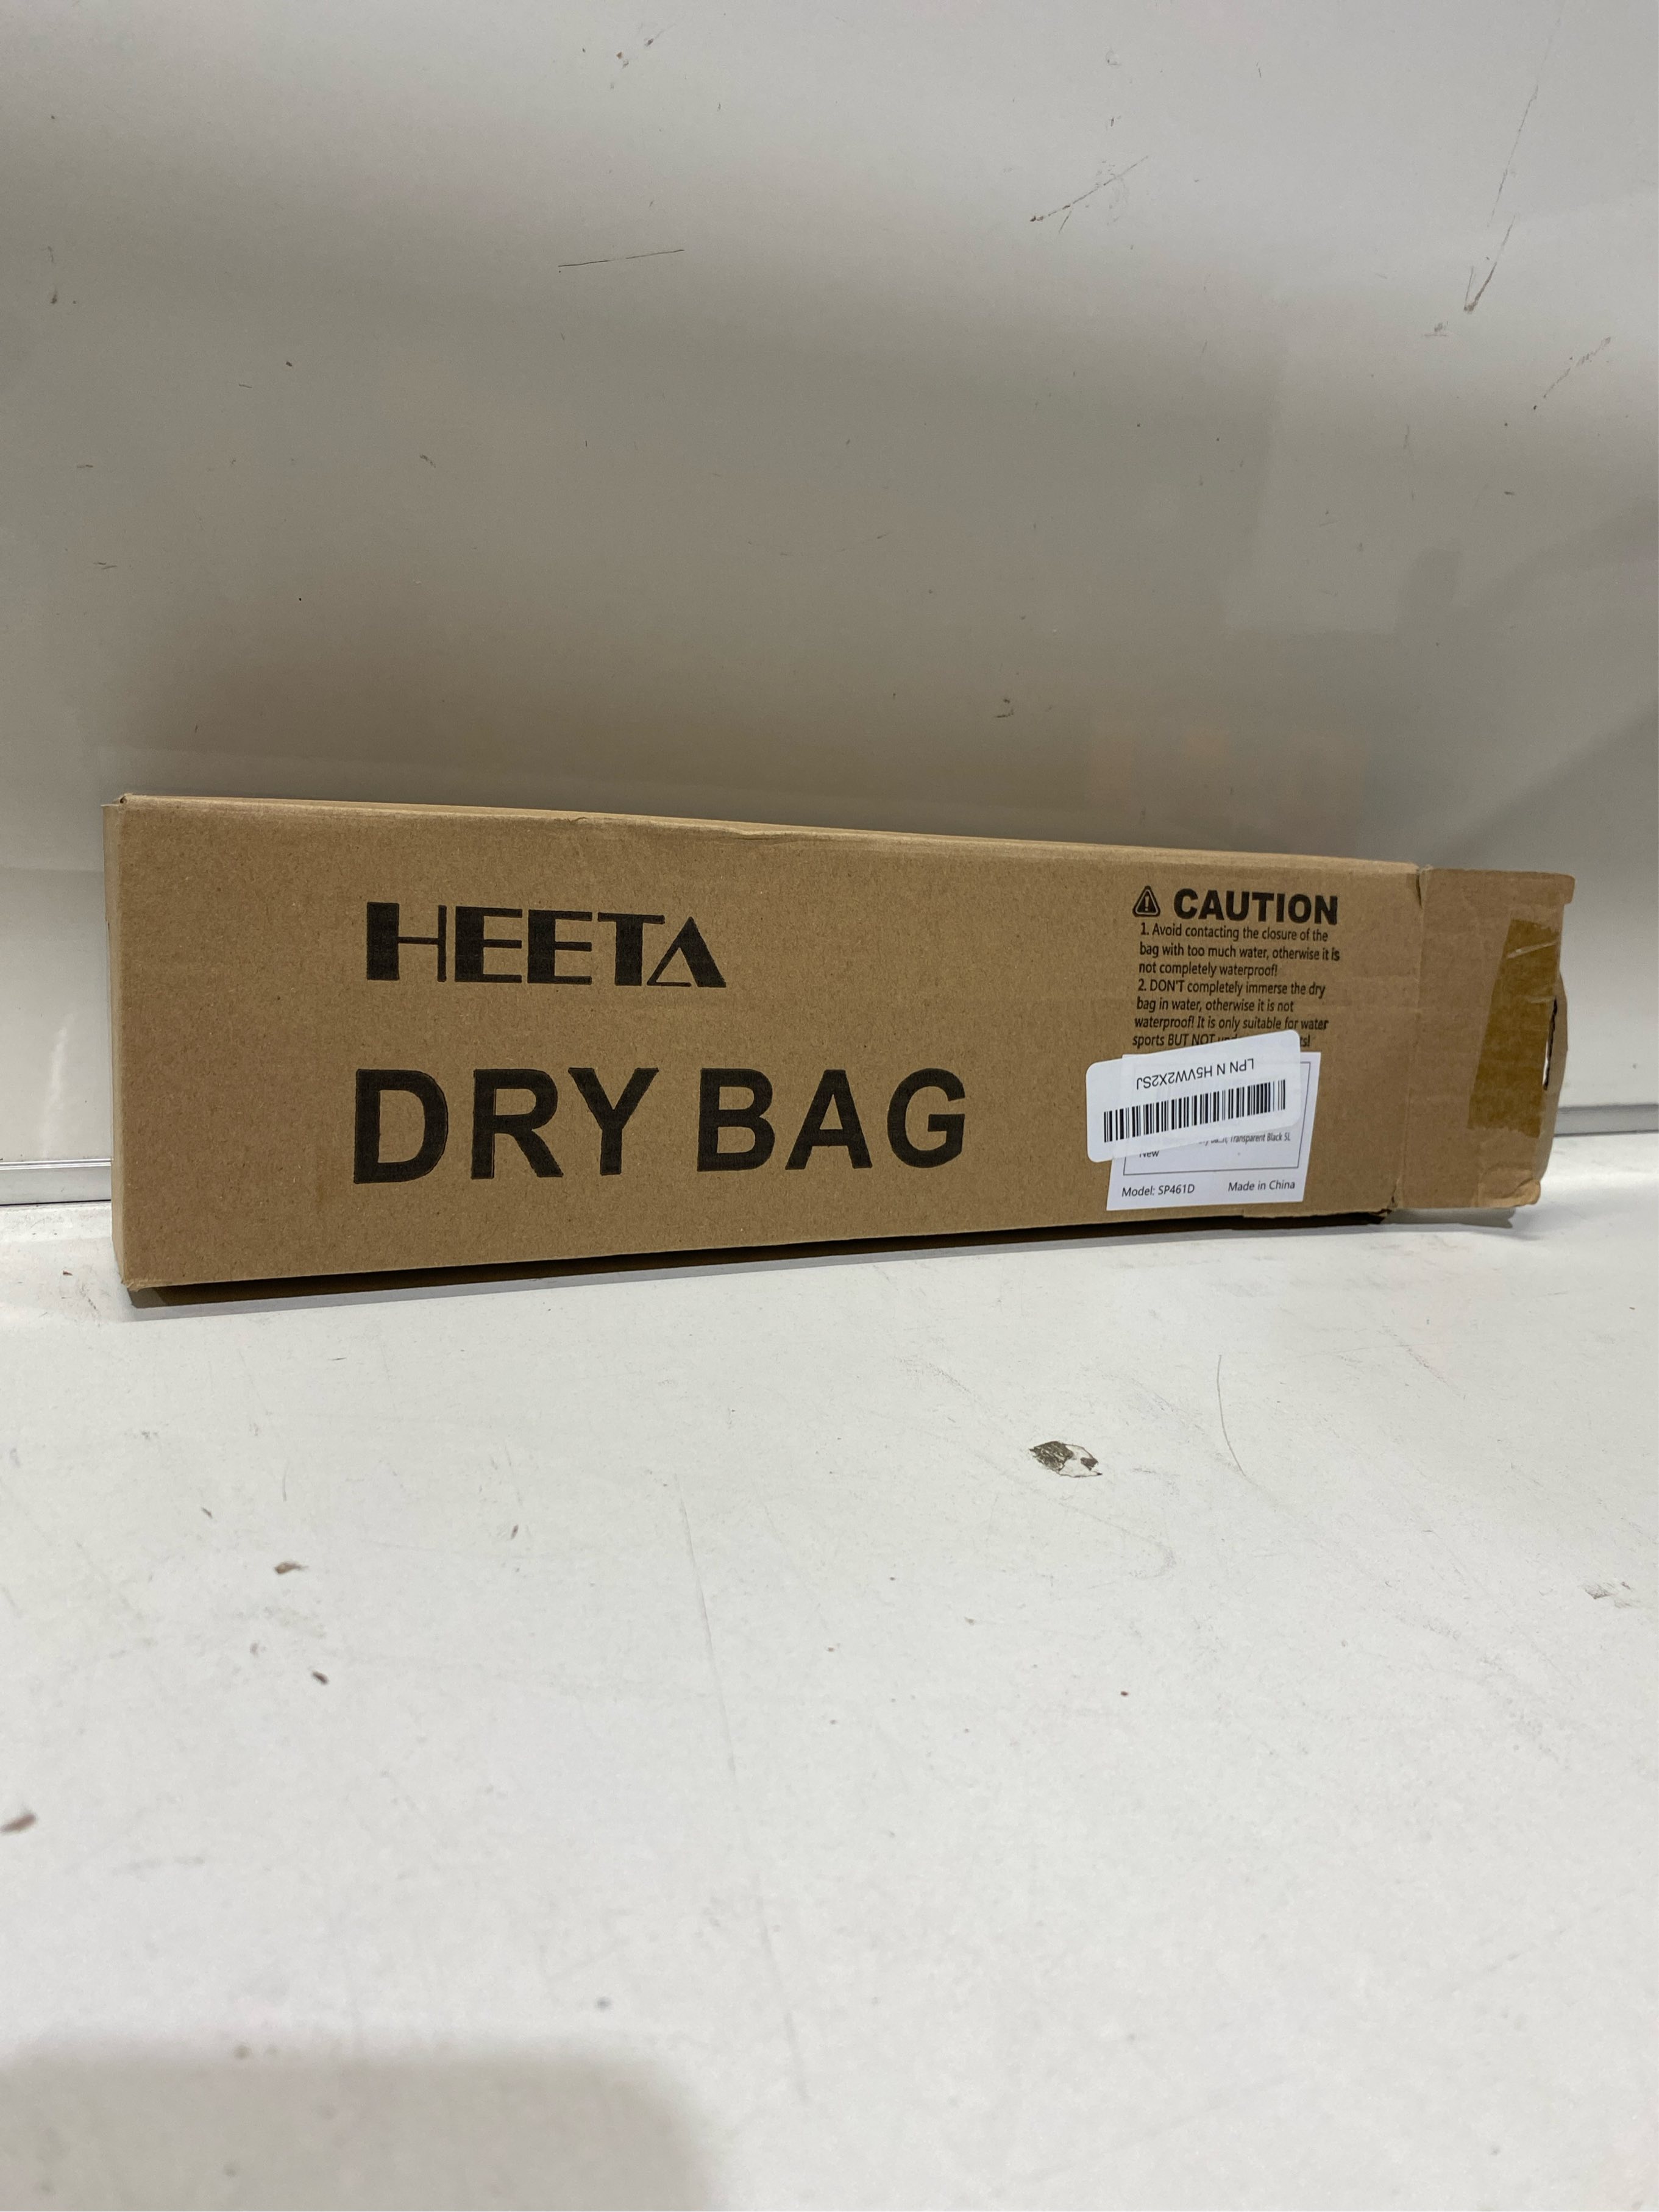 HEETA
DRY BAG
CAUTION
1. Avoid contacting the closure of the
bag with too much water, otherwise it is
not completely waterproof!
2. DON'T completely immerse the dry
bag in water, otherwise it is not
waterproof! It is only suitable for water
sports BUT NOT
LPN N H5VW2X2SJ
Transparent Black 5L
New
Model: SP461D Made in China